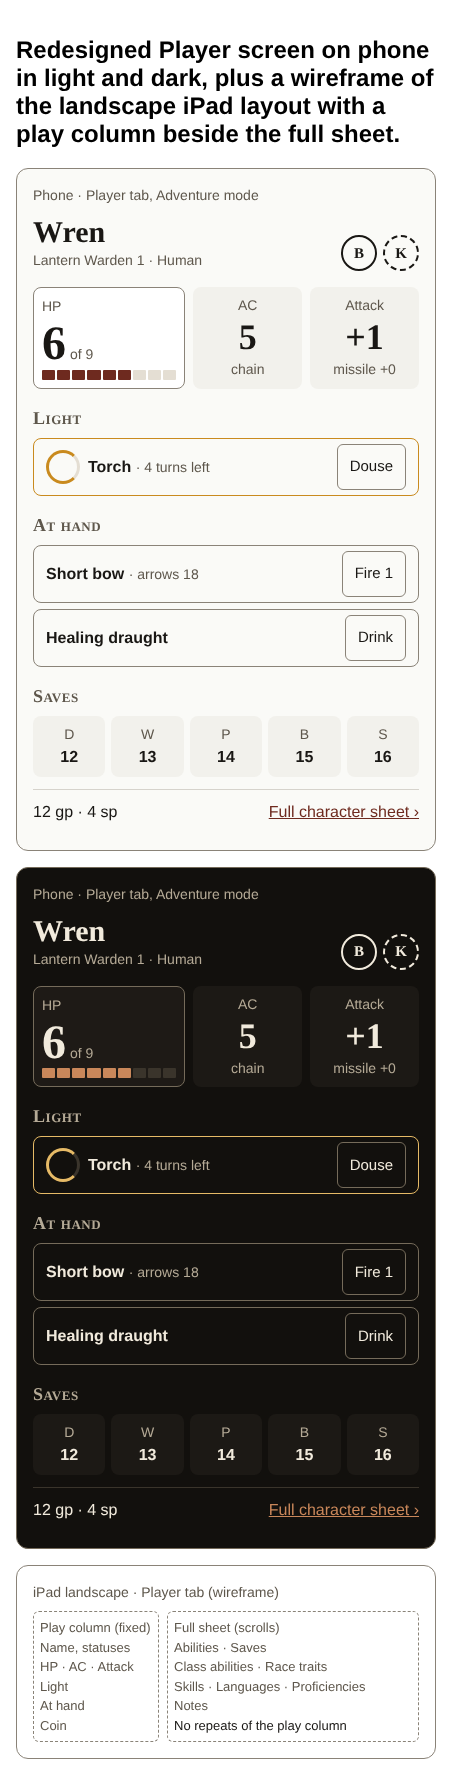 Redesigned Player screen on phone
in light and dark, plus a wireframe of
the landscape iPad layout with a
play column beside the full sheet.
Phone · Player tab, Adventure mode
Wren
Lantern Warden 1 · Human
B K
HP
6 of 9
AC
5
chain
Attack
+1
missile +0
Light
Torch · 4 turns left
Douse
At hand
Short bow · arrows 18
Fire 1
Healing draught
Drink
Saves
D W P B S
12 13 14 15 16
12 gp · 4 sp
Full character sheet ›
Phone · Player tab, Adventure mode
Wren
Lantern Warden 1 · Human
B K
HP
6 of 9
AC
5
chain
Attack
+1
missile +0
Light
Torch · 4 turns left
Douse
At hand
Short bow · arrows 18
Fire 1
Healing draught
Drink
Saves
D W P B S
12 13 14 15 16
12 gp · 4 sp
Full character sheet ›
iPad landscape · Player tab (wireframe)
Play column (fixed)
Name, statuses
HP · AC · Attack
Light
At hand
Coin
Full sheet (scrolls)
Abilities · Saves
Class abilities · Race traits
Skills · Languages · Proficiencies
Notes
No repeats of the play column